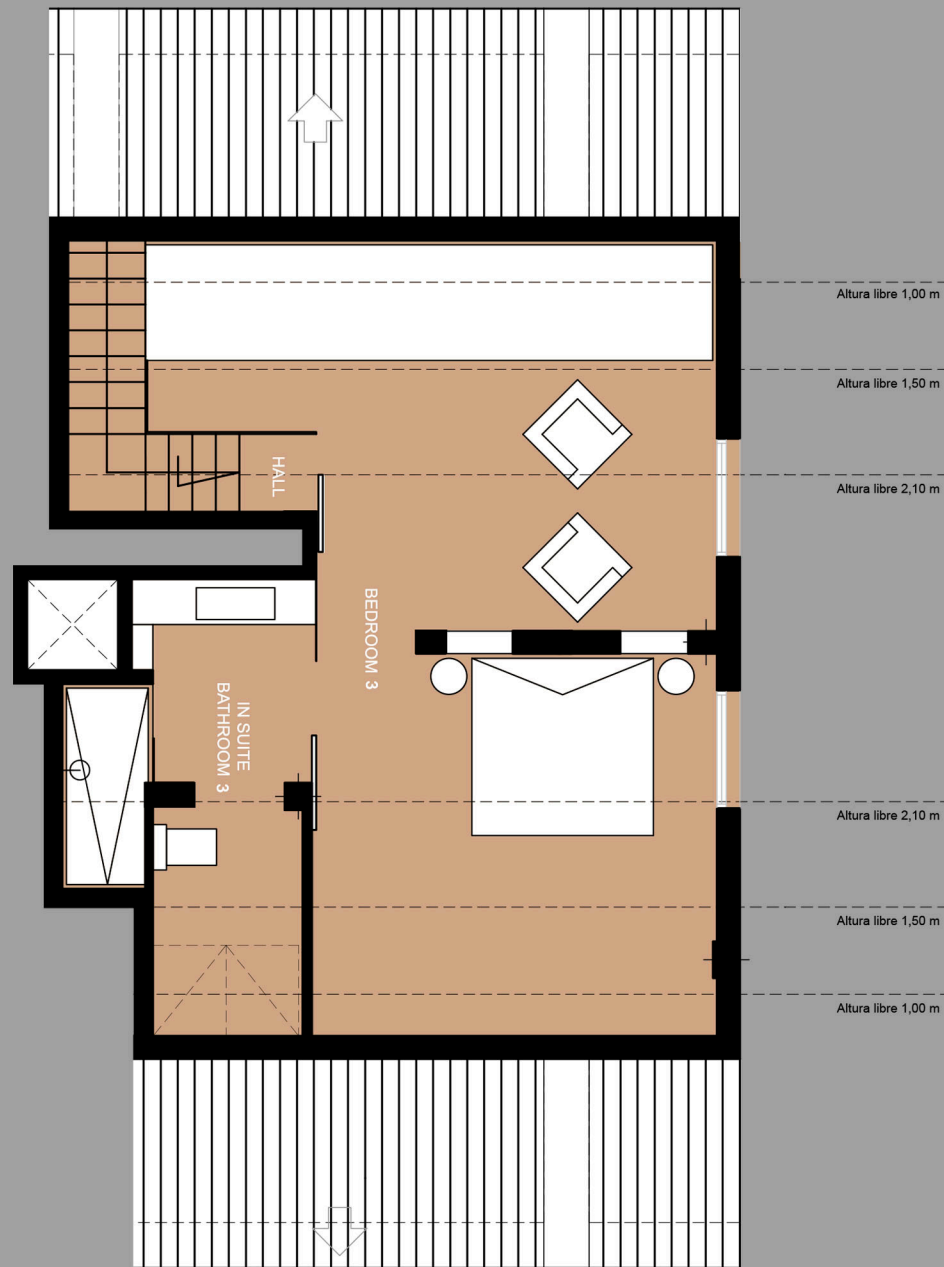 Altura libre 1,00 m
Altura libre 1,50 m
HALL
Altura libre 2,10 m
BEDROOM 3
IN SUITE
BATHROOM 3
Altura libre 2,10 m
Altura libre 1,50 m
Altura libre 1,00 m